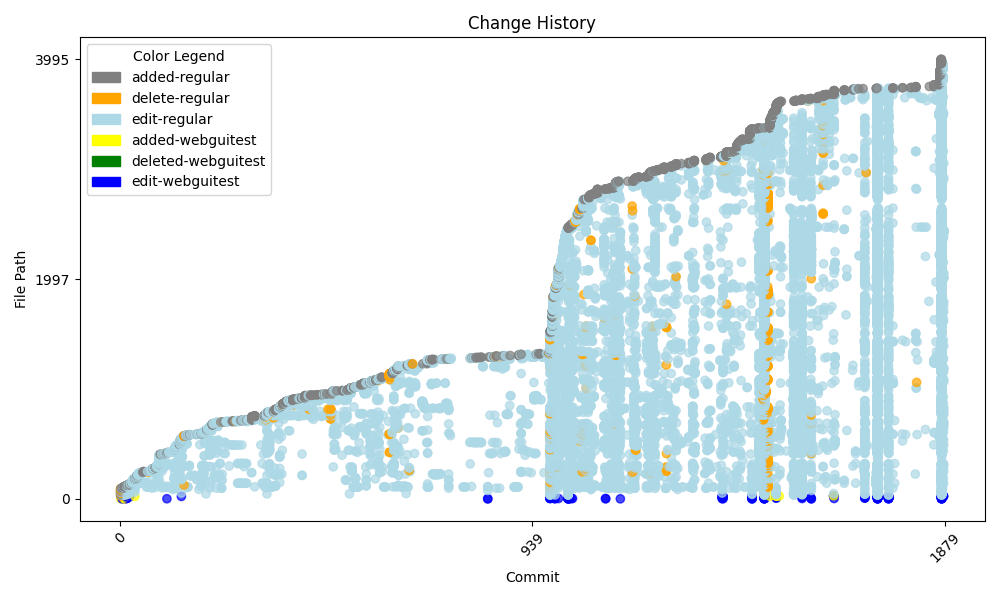 Change History
Color Legend
added-regular
delete-regular
edit-regular
added-webguitest
deleted-webguitest
edit-webguitest
3995
1997
0
File Path
0
939
1879
Commit